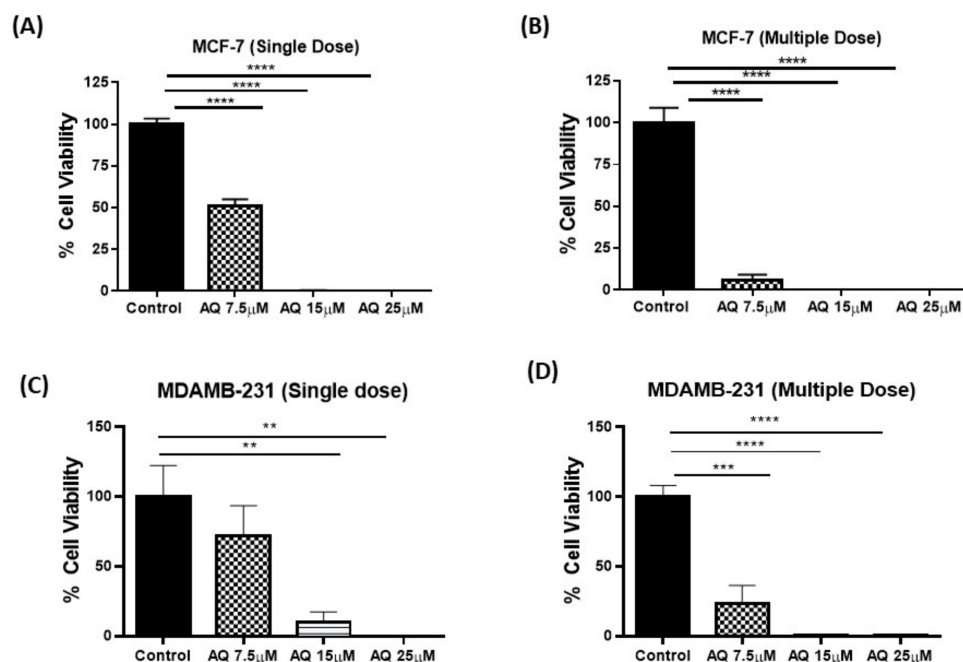 (A)
MCF-7 (Single Dose)
****
****
****
125
100
75
50
25
0
% Cell Viability
Control AQ 7.5µM AQ 15µM AQ 25µM
(B)
MCF-7 (Multiple Dose)
****
****
****
125
100
75
50
25
0
% Cell Viability
Control AQ 7.5µM AQ 15µM AQ 25µM
(C)
MDAMB-231 (Single dose)
**
**
150
100
50
0
% Cell Viability
Control AQ 7.5µM AQ 15µM AQ 25µM
(D)
MDAMB-231 (Multiple Dose)
****
****
***
150
100
50
0
% Cell Viability
Control AQ 7.5µM AQ 15µM AQ 25µM